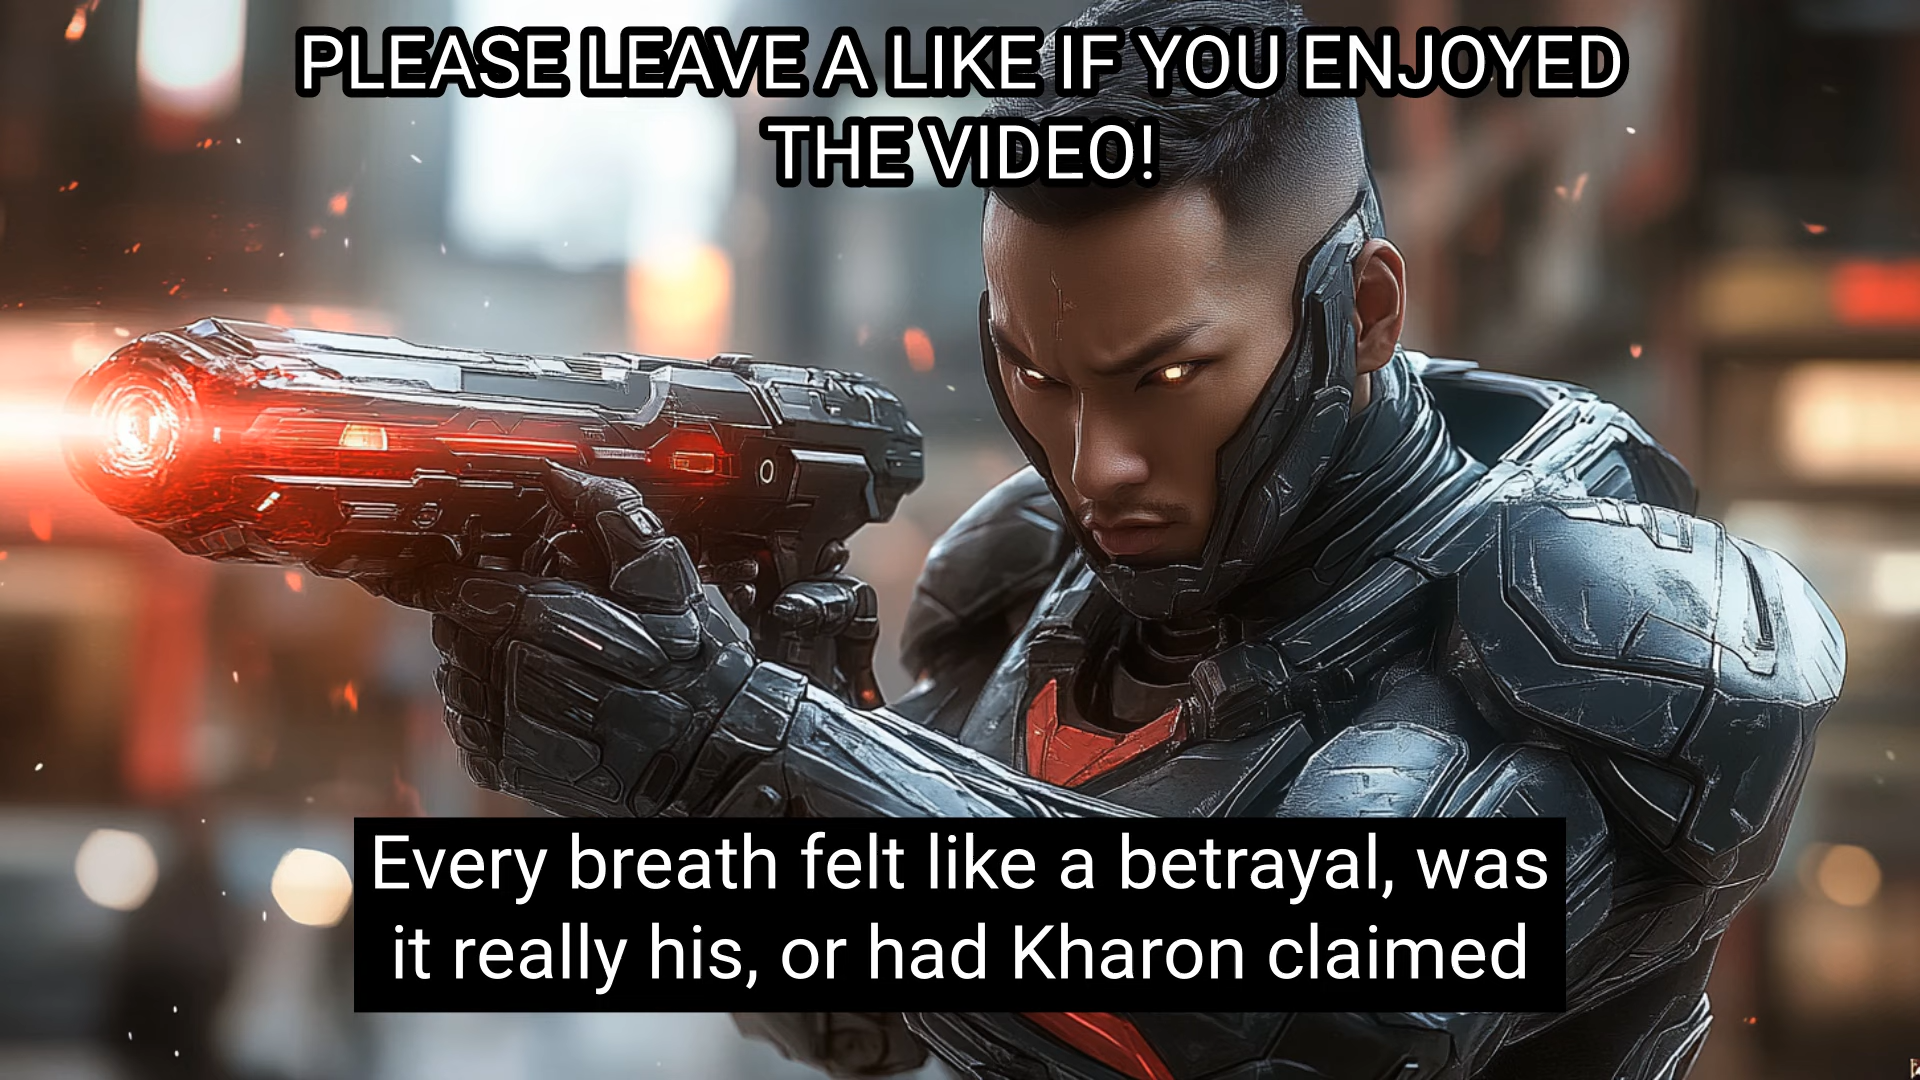 PLEASE LEAVE A LIKE IF YOU ENJOYED
THE VIDEO!
Every breath felt like a betrayal, was
it really his, or had Kharon claimed